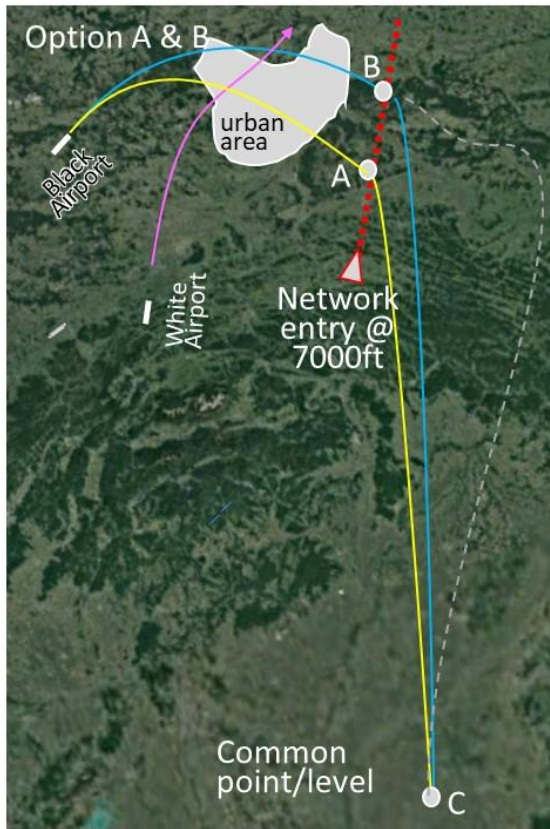 Option A & B
B
urban
area
A
Black
Airport
White
Airport
Network
entry @
7000ft
Common
point/level
C